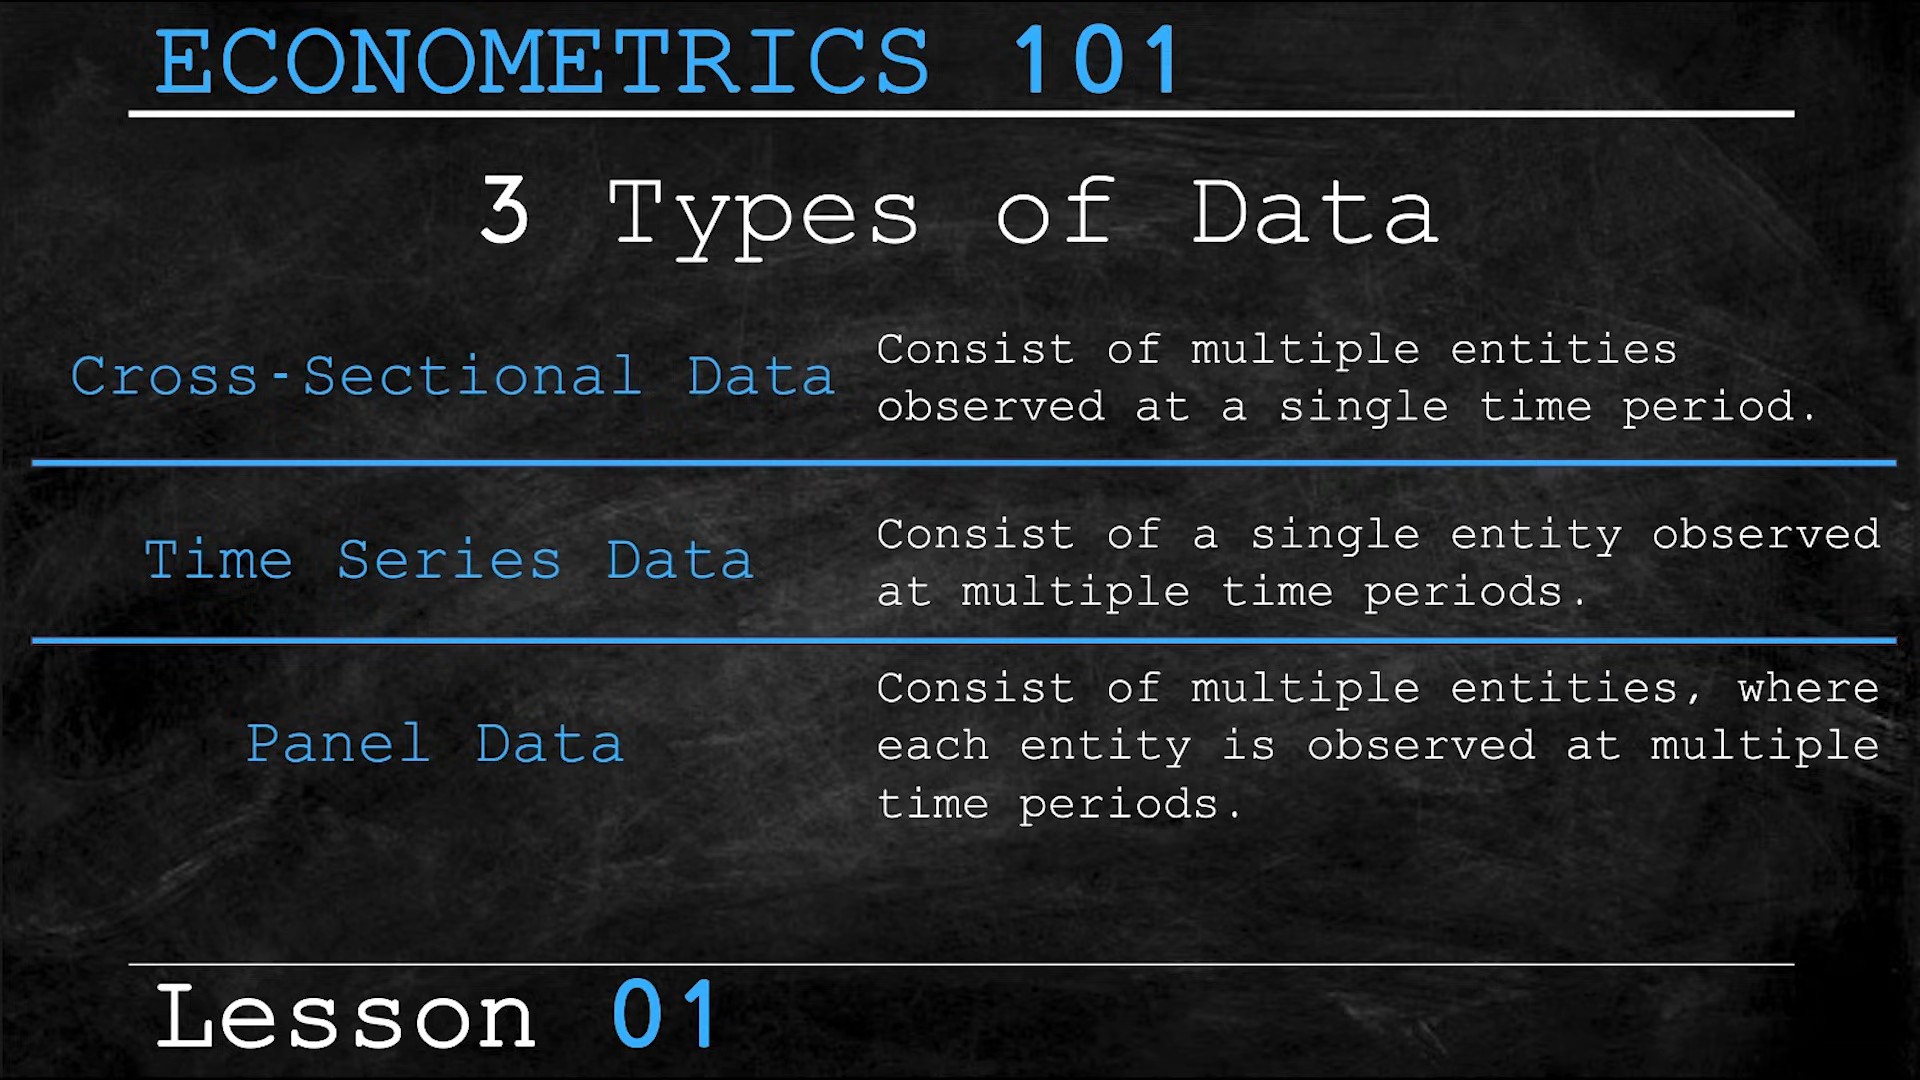 ECONOMETRICS 101
3 Types of Data
Cross-Sectional Data
Consist of multiple entities
observed at a single time period.
Time Series Data
Consist of a single entity observed
at multiple time periods.
Panel Data
Consist of multiple entities, where
each entity is observed at multiple
time periods.
Lesson 01